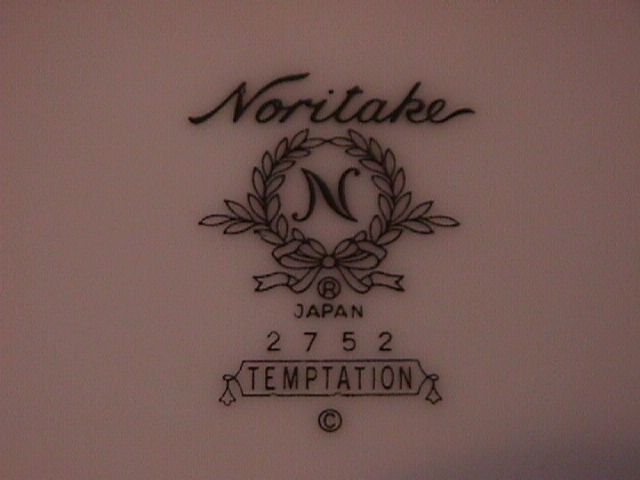 Noritake
N
®
JAPAN
2752
TEMPTATION
©